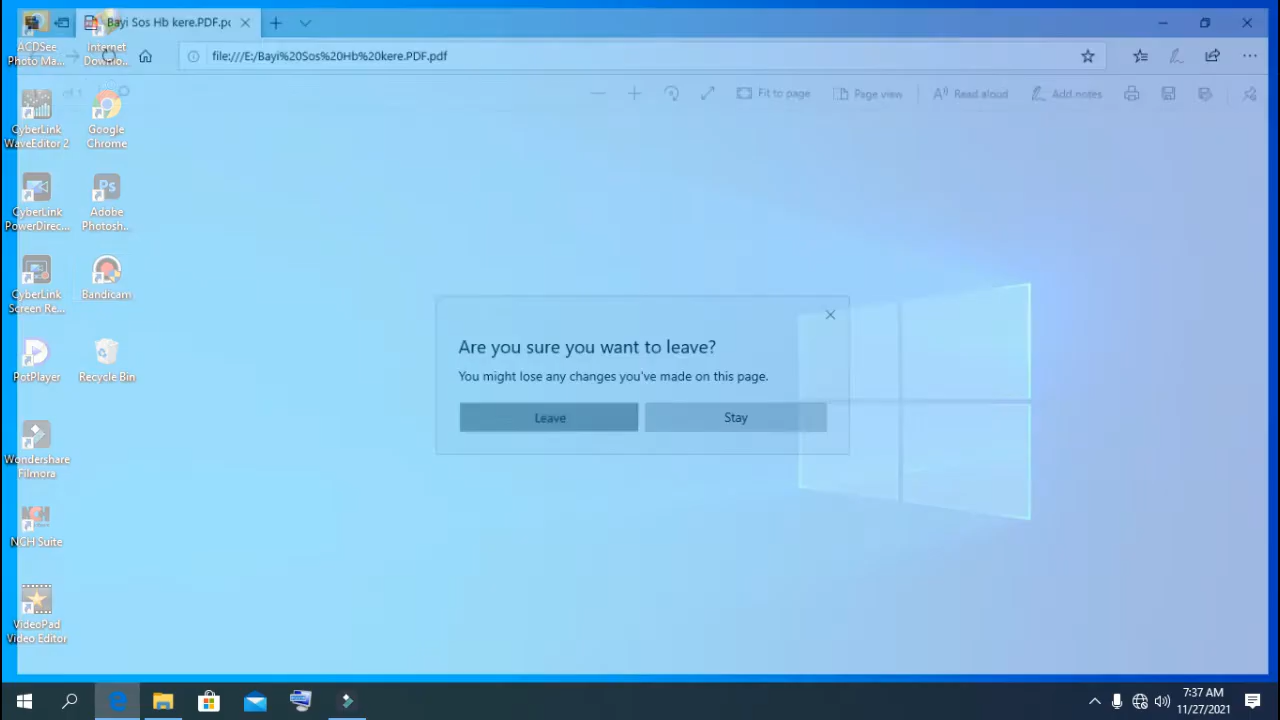 Bayi Sos Hb kere.PDF.pc
file:///E:/Bayi%20Sos%20Hb%20kere.PDF.pdf
of 1
Fit to page
Page view
Read aloud
Add notes
ACDSee
Photo Ma...
Internet
Downlo...
CyberLink
WaveEditor 2
Google
Chrome
CyberLink
PowerDirec...
Adobe
Photosh...
CyberLink
Screen Re...
Bandicam
PotPlayer
Recycle Bin
Wondershare
Filmora
NCH Suite
VideoPad
Video Editor
Are you sure you want to leave?
You might lose any changes you've made on this page.
Leave
Stay
7:37 AM
11/27/2021